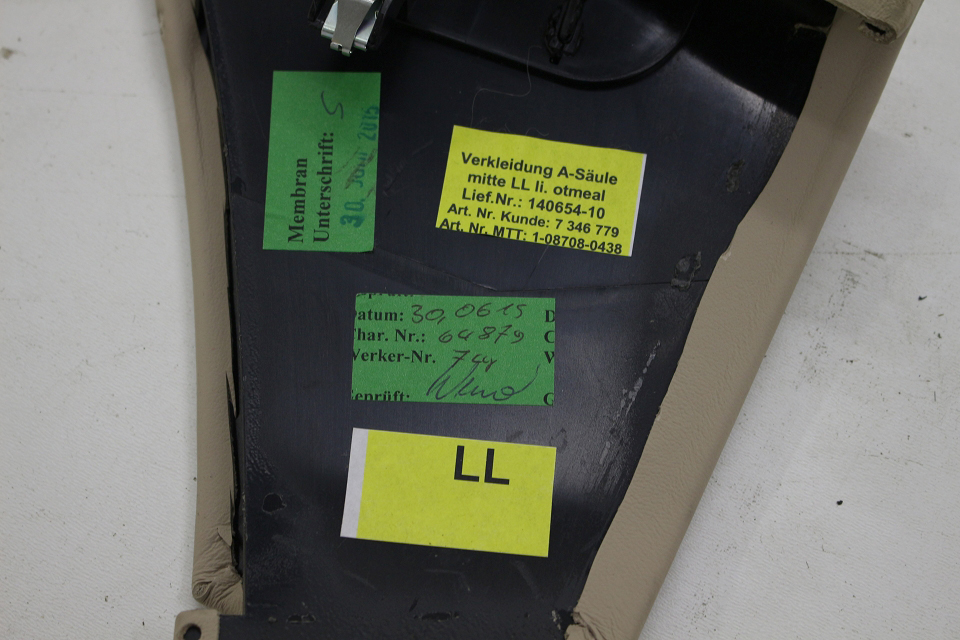 Membran
Unterschrift:
30. Juni 2015
Verkleidung A-Säule
mitte LL li. otmeal
Lief.Nr.: 140654-10
Art. Nr. Kunde: 7 346 779
Art. Nr. MTT: 1-08708-0438
atum: 30,06 15 D
har. Nr.: 64879 C
Werker-Nr.
eprüft: G
LL